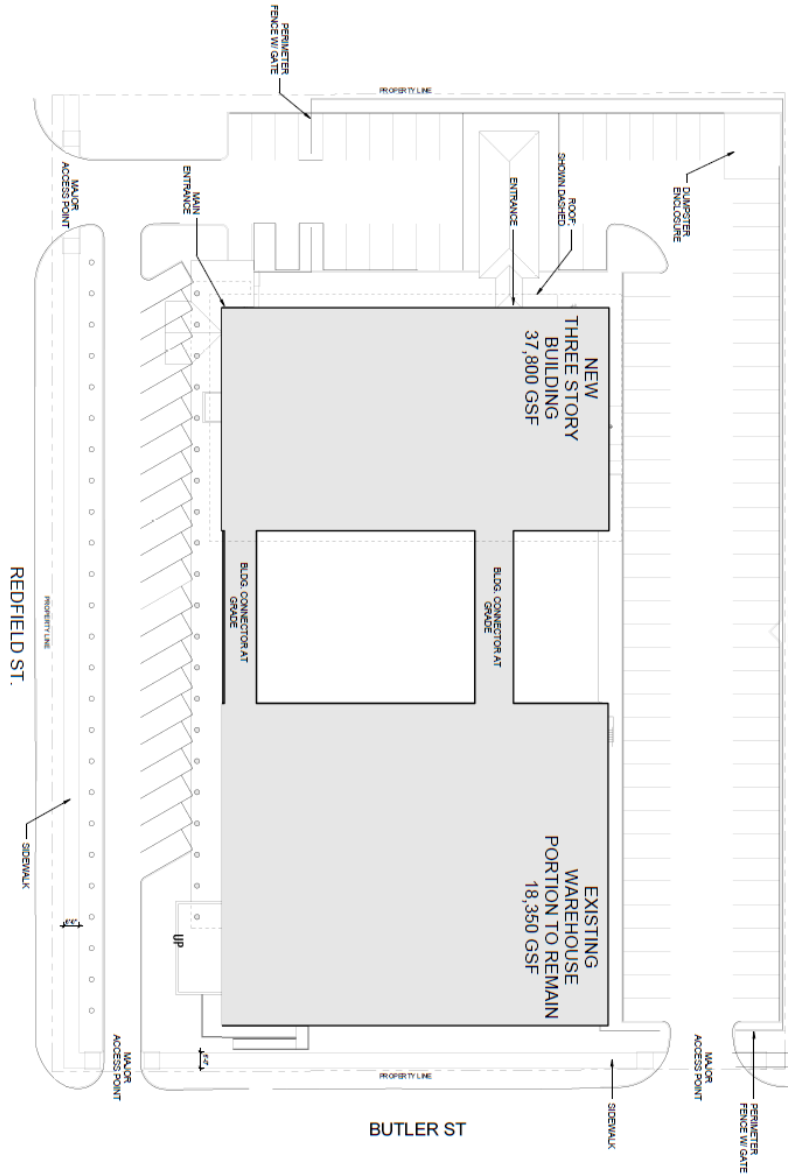 PERIMETER
FENCE W/ GATE
PROPERTY LINE
DUMPSTER
ENCLOSURE
ROOF,
SHOWN DASHED
ENTRANCE
MAIN
ENTRANCE
MAJOR
ACCESS POINT
NEW
THREE STORY
BUILDING
37,800 GSF
BLDG. CONNECTOR AT
GRADE
BLDG. CONNECTOR AT
GRADE
EXISTING
WAREHOUSE
PORTION TO REMAIN
18,350 GSF
REDFIELD ST.
PROPERTY LINE
SIDEWALK
UP
MAJOR
ACCESS POINT
PROPERTY LINE
BUTLER ST
SIDEWALK
MAJOR
ACCESS POINT
PERIMETER
FENCE W/ GATE